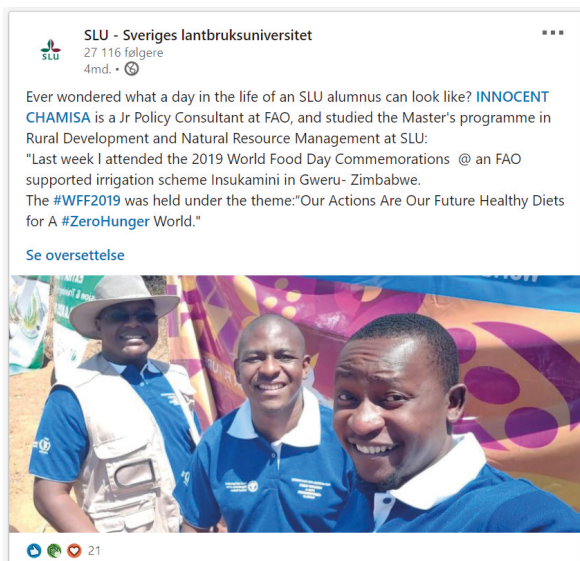 SLU
SLU - Sveriges lantbruksuniversitet
27 116 følgere
4md. •
Ever wondered what a day in the life of an SLU alumnus can look like? INNOCENT
CHAMISA is a Jr Policy Consultant at FAO, and studied the Master's programme in
Rural Development and Natural Resource Management at SLU:
"Last week I attended the 2019 World Food Day Commemorations @ an FAO
supported irrigation scheme Insukamini in Gweru- Zimbabwe.
The #WFF2019 was held under the theme:"Our Actions Are Our Future Healthy Diets
for A #ZeroHunger World."
Se oversettelse
21